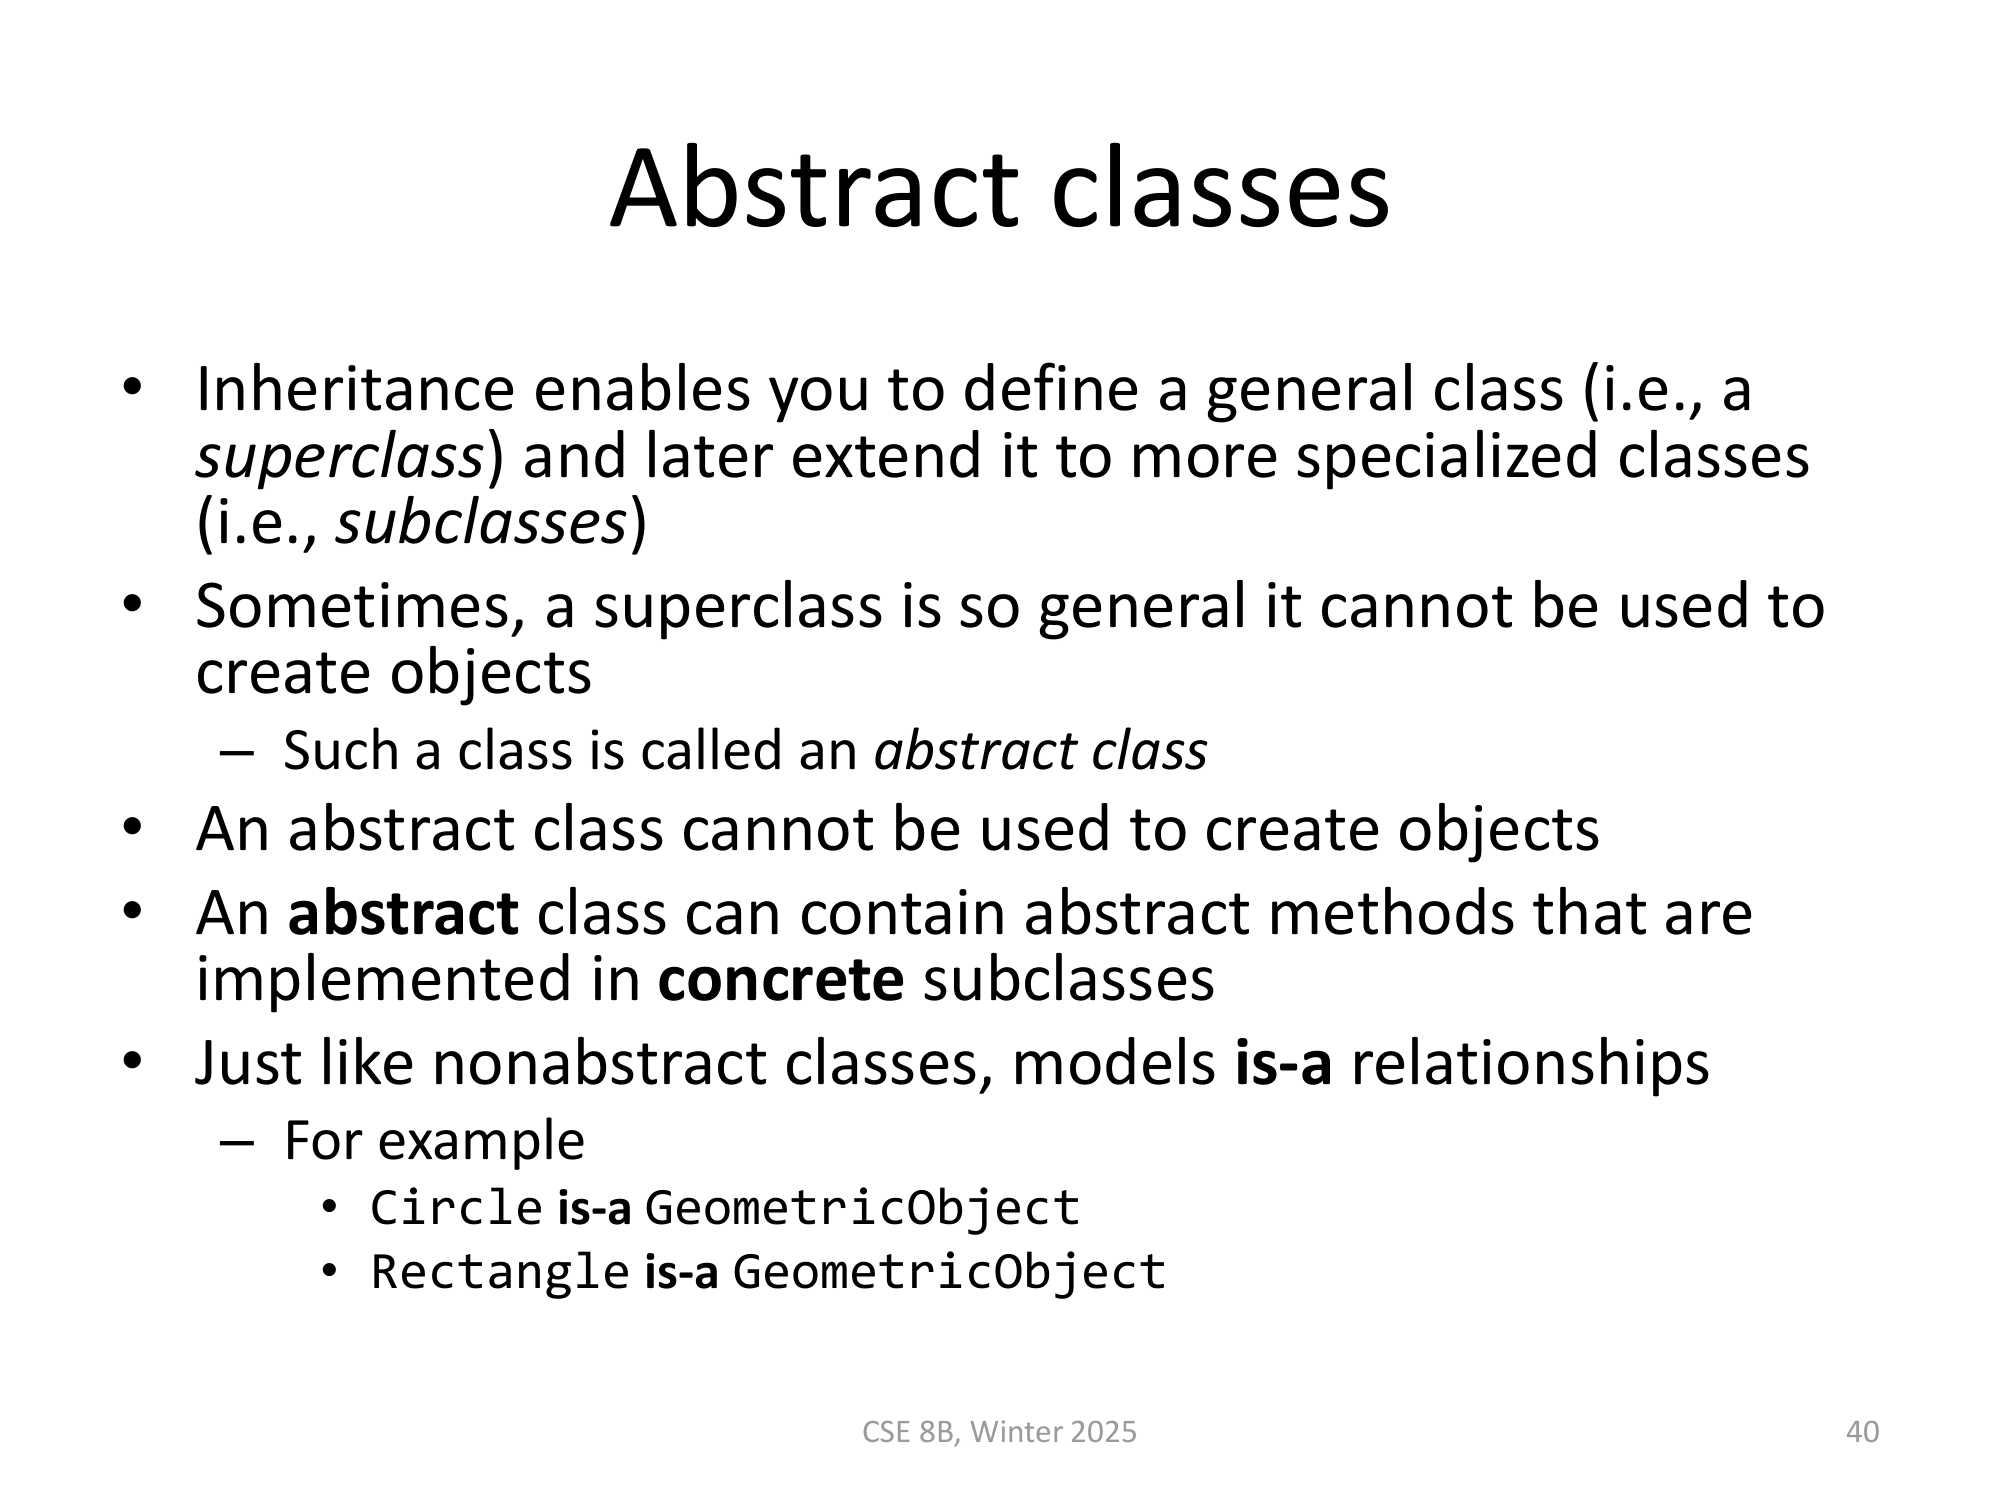 Abstract classes
• Inheritance enables you to define a general class (i.e., a
superclass) and later extend it to more specialized classes
(i.e., subclasses)
• Sometimes, a superclass is so general it cannot be used to
create objects
– Such a class is called an abstract class
• An abstract class cannot be used to create objects
• An abstract class can contain abstract methods that are
implemented in concrete subclasses
• Just like nonabstract classes, models is-a relationships
– For example
• Circle is-a GeometricObject
• Rectangle is-a GeometricObject
CSE 8B, Winter 2025
40